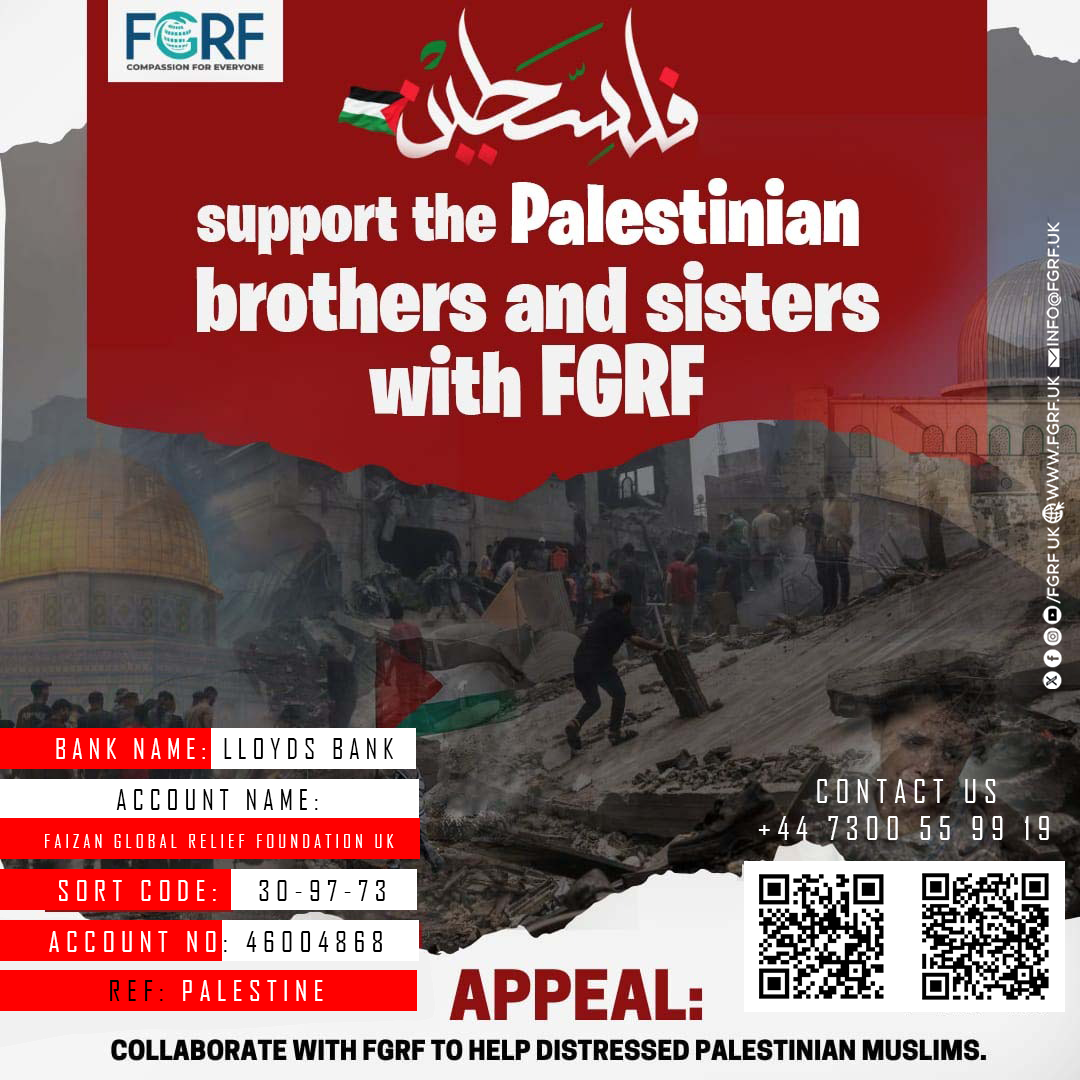 FGRF
COMPASSION FOR EVERYONE
فلسطين
support the Palestinian
brothers and sisters
with FGRF
/FGRF UK WWW.FGRF.UK INFO@FGRF.UK
BANK NAME: LLOYDS BANK
ACCOUNT NAME:
FAIZAN GLOBAL RELIEF FOUNDATION UK
SORT CODE: 30-97-73
ACCOUNT NO: 46004868
REF: PALESTINE
CONTACT US
+44 7300 55 99 19
APPEAL:
COLLABORATE WITH FGRF TO HELP DISTRESSED PALESTINIAN MUSLIMS.